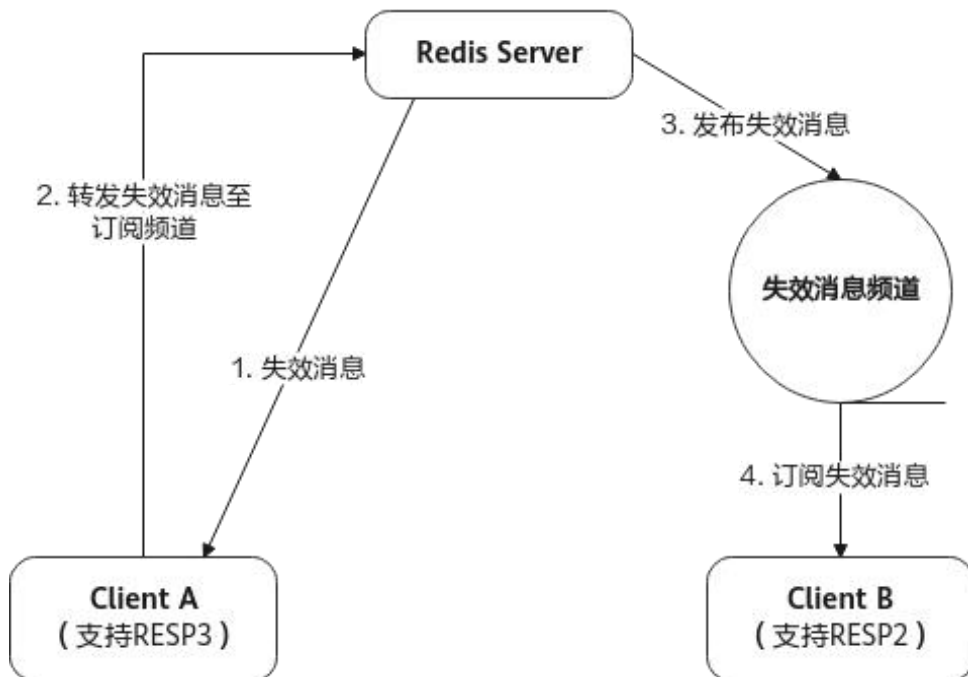 Redis Server
3. 发布失效消息
2. 转发失效消息至
订阅频道
失效消息频道
1. 失效消息
4. 订阅失效消息
Client A
（支持RESP3）
Client B
（支持RESP2）